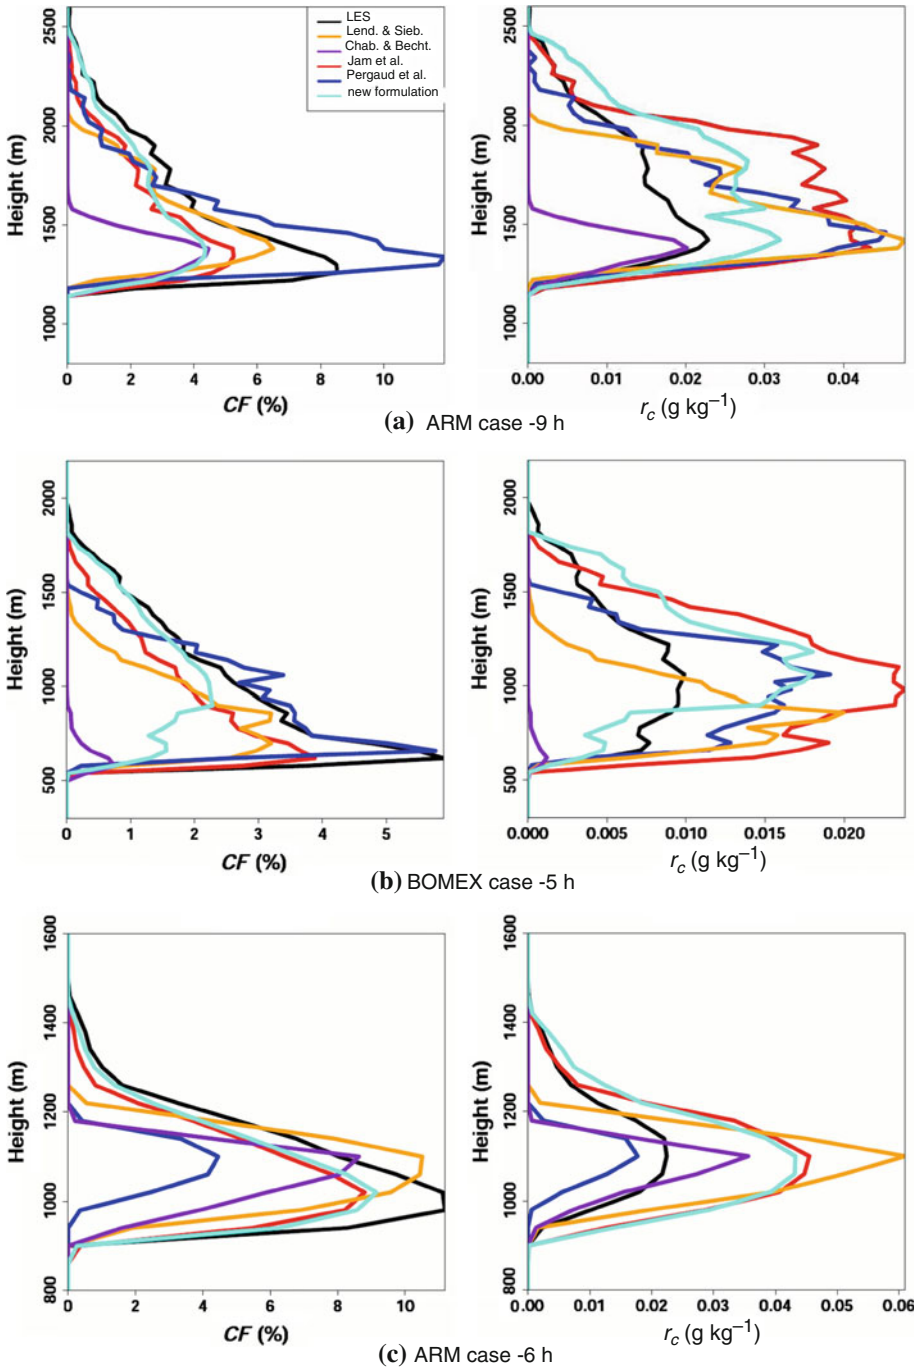 LES
Lend. & Sieb.
Chab. & Becht.
Jam et al.
Pergaud et al.
new formulation
Height (m)
1000 1500 2000 2500
0 2 4 6 8 10
CF (%)
Height (m)
1000 1500 2000 2500
0.00 0.01 0.02 0.03 0.04
r_c (g kg⁻¹)
(a) ARM case -9 h
Height (m)
500 1000 1500 2000
0 1 2 3 4 5
CF (%)
Height (m)
500 1000 1500 2000
0.000 0.005 0.010 0.015 0.020
r_c (g kg⁻¹)
(b) BOMEX case -5 h
Height (m)
800 1000 1200 1400 1600
0 2 4 6 8 10
CF (%)
Height (m)
800 1000 1200 1400 1600
0.00 0.01 0.02 0.03 0.04 0.05 0.06
r_c (g kg⁻¹)
(c) ARM case -6 h